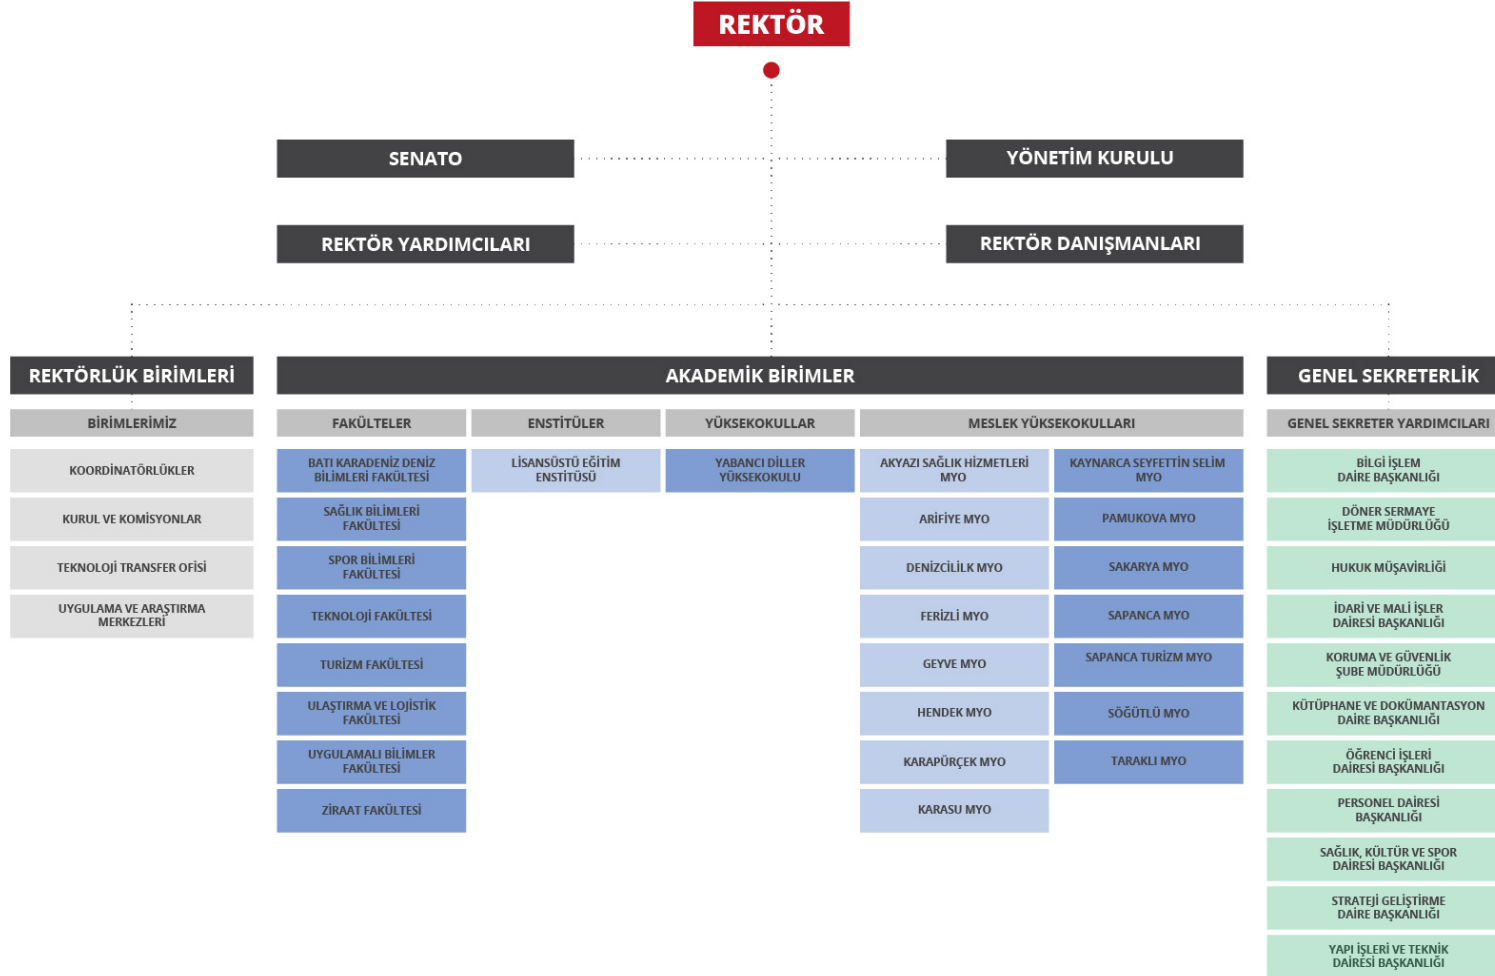 REKTÖR
SENATO
YÖNETİM KURULU
REKTÖR YARDIMCILARI
REKTÖR DANIŞMANLARI
REKTÖRLÜK BİRİMLERİ
BİRİMLERİMİZ
KOORDİNATÖRLÜKLER
KURUL VE KOMİSYONLAR
TEKNOLOJİ TRANSFER OFİSİ
UYGULAMA VE ARAŞTIRMA
MERKEZLERİ
AKADEMİK BİRİMLER
FAKÜLTELER
BATI KARADENİZ DENİZ
BİLİMLERİ FAKÜLTESİ
SAĞLIK BİLİMLERİ
FAKÜLTESİ
SPOR BİLİMLERİ
FAKÜLTESİ
TEKNOLOJİ FAKÜLTESİ
TURİZM FAKÜLTESİ
ULAŞTIRMA VE LOJİSTİK
FAKÜLTESİ
UYGULAMALI BİLİMLER
FAKÜLTESİ
ZİRAAT FAKÜLTESİ
ENSTİTÜLER
LİSANSÜSTÜ EĞİTİM
ENSTİTÜSÜ
YÜKSEKOKULLAR
YABANCI DİLLER
YÜKSEKOKULU
MESLEK YÜKSEKOKULLARI
AKYAZI SAĞLIK HİZMETLERİ
MYO
ARİFİYE MYO
DENİZCİLİLK MYO
FERİZLİ MYO
GEYVE MYO
HENDEK MYO
KARAPÜRÇEK MYO
KARASU MYO
KAYNARCA SEYFETTİN SELİM
MYO
PAMUKOVA MYO
SAKARYA MYO
SAPANCA MYO
SAPANCA TURİZM MYO
SÖĞÜTLÜ MYO
TARAKLI MYO
GENEL SEKRETERLİK
GENEL SEKRETER YARDIMCILARI
BİLGİ İŞLEM
DAİRE BAŞKANLIĞI
DÖNER SERMAYE
İŞLETME MÜDÜRLÜĞÜ
HUKUK MÜŞAVİRLİĞİ
İDARİ VE MALİ İŞLER
DAİRESİ BAŞKANLIĞI
KORUMA VE GÜVENLİK
ŞUBE MÜDÜRLÜĞÜ
KÜTÜPHANE VE DOKÜMANTASYON
DAİRE BAŞKANLIĞI
ÖĞRENCİ İŞLERİ
DAİRESİ BAŞKANLIĞI
PERSONEL DAİRESİ
BAŞKANLIĞI
SAĞLIK, KÜLTÜR VE SPOR
DAİRESİ BAŞKANLIĞI
STRATEJİ GELİŞTİRME
DAİRE BAŞKANLIĞI
YAPI İŞLERİ VE TEKNİK
DAİRESİ BAŞKANLIĞI